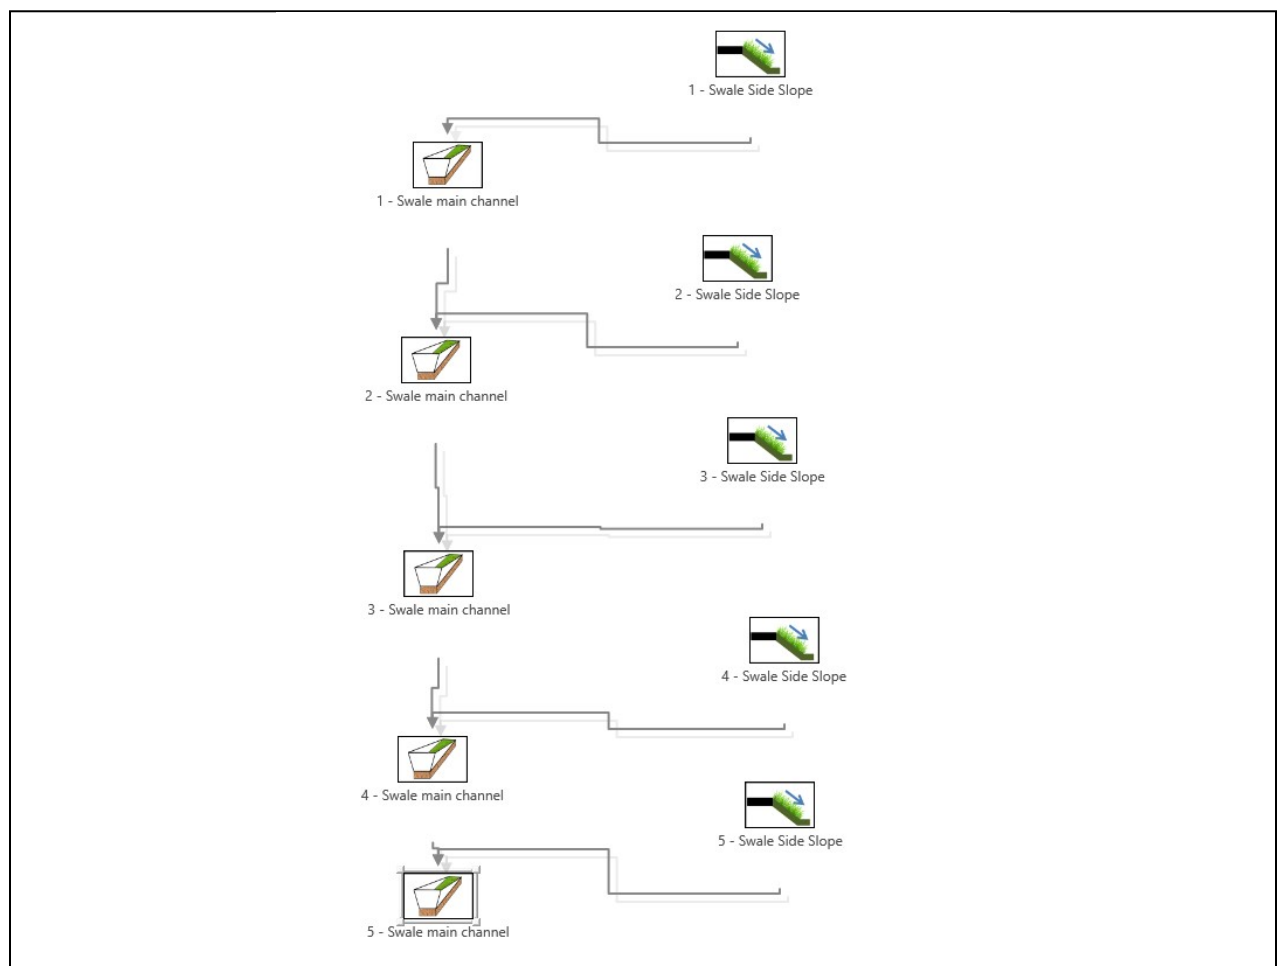 1 - Swale Side Slope
1 - Swale main channel
2 - Swale Side Slope
2 - Swale main channel
3 - Swale Side Slope
3 - Swale main channel
4 - Swale Side Slope
4 - Swale main channel
5 - Swale Side Slope
5 - Swale main channel